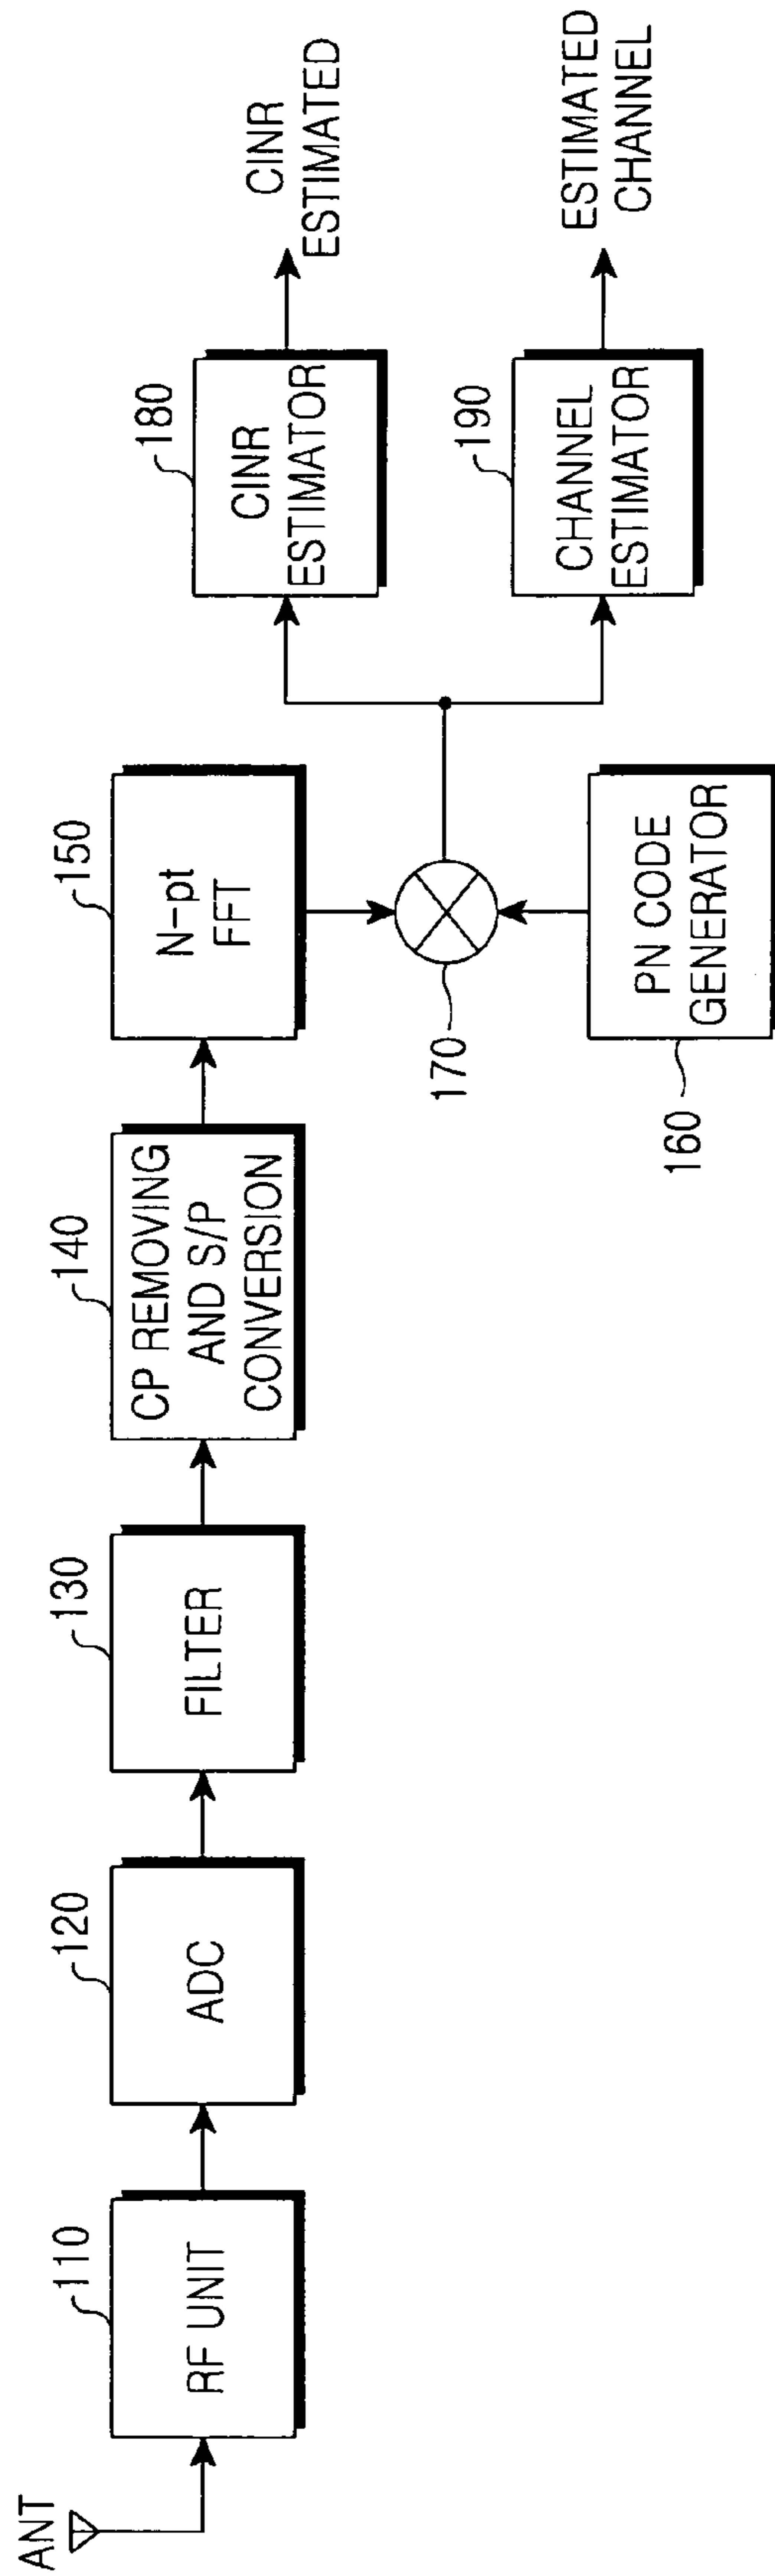 ANT
110
RF UNIT
120
ADC
130
FILTER
140
CP REMOVING
AND S/P
CONVERSION
150
N-pt
FFT
170
160
PN CODE
GENERATOR
180
CINR
ESTIMATOR
CINR
ESTIMATED
190
CHANNEL
ESTIMATOR
ESTIMATED
CHANNEL